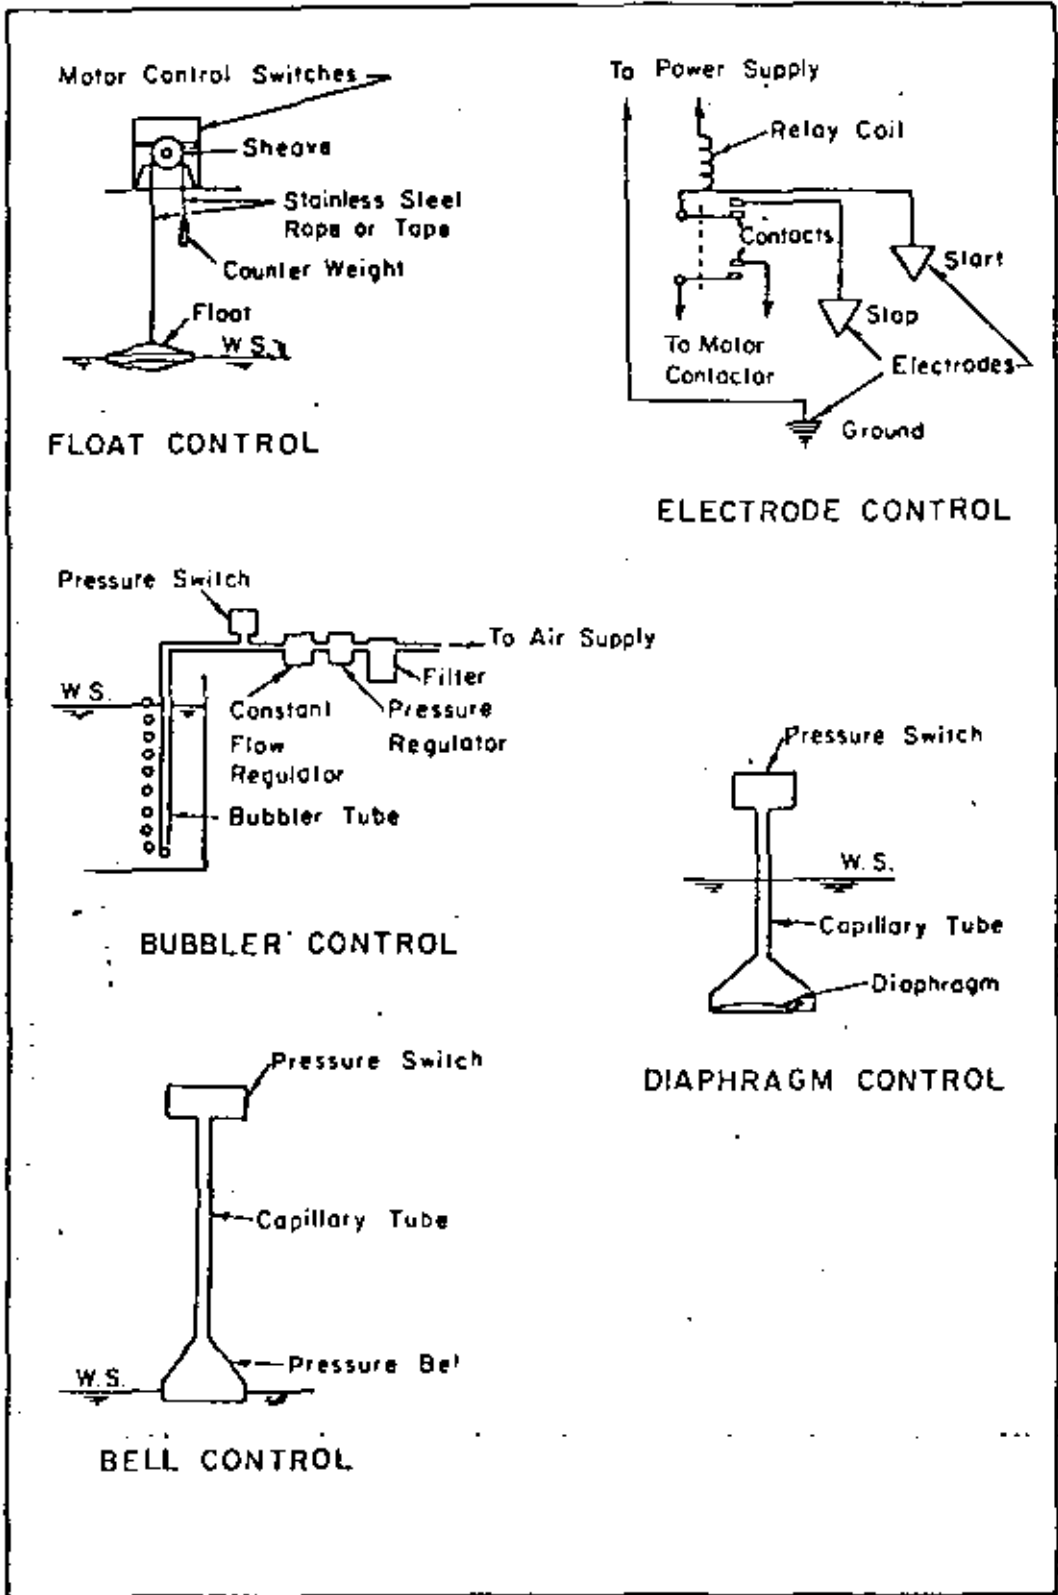 Motor Control Switches
Sheave
Stainless Steel
Rope or Tape
Counter Weight
Float
W.S.
FLOAT CONTROL
To Power Supply
Relay Coil
Contacts
Start
Stop
To Motor
Contactor
Electrodes
Ground
ELECTRODE CONTROL
Pressure Switch
To Air Supply
Filter
W.S.
Constant
Flow
Regulator
Pressure
Regulator
Bubbler Tube
BUBBLER CONTROL
Pressure Switch
W.S.
Capillary Tube
Diaphragm
DIAPHRAGM CONTROL
Pressure Switch
Capillary Tube
Pressure Bel
W.S.
BELL CONTROL